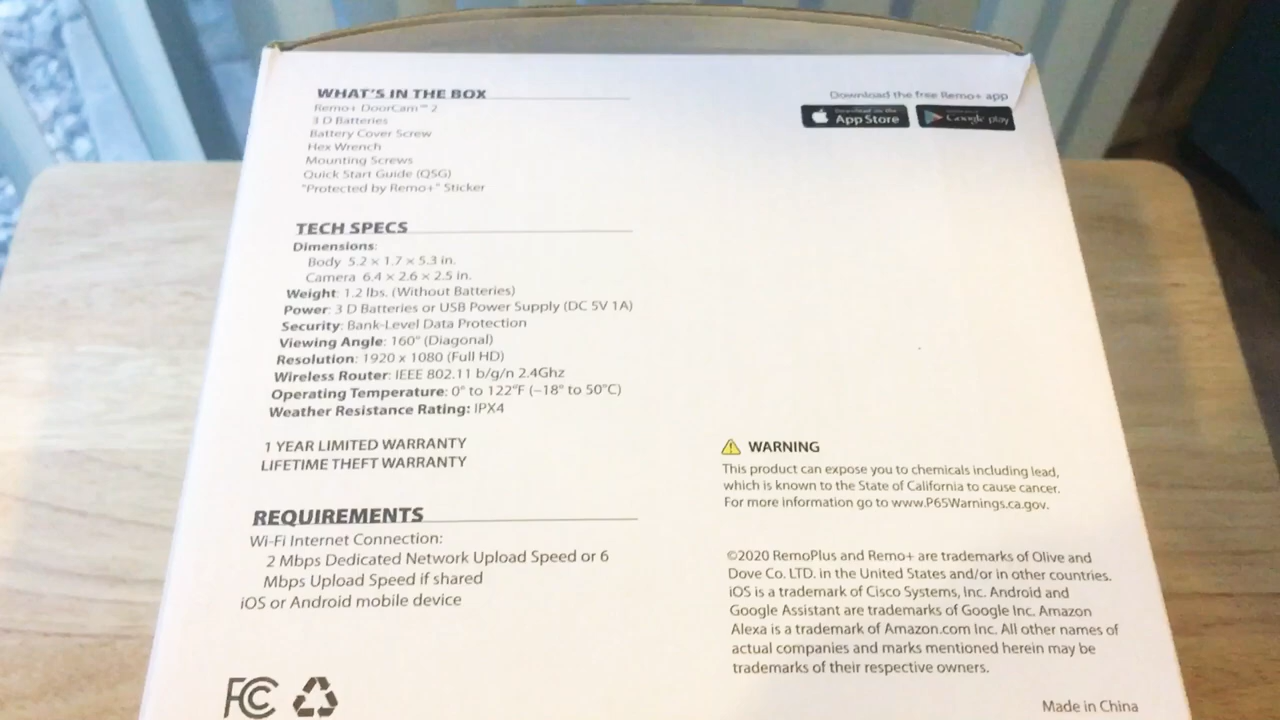 WHAT'S IN THE BOX
Remo+ DoorCam™ 2
3 D Batteries
Battery Cover Screw
Hex Wrench
Mounting Screws
Quick Start Guide (QSG)
"Protected by Remo+" Sticker
TECH SPECS
Dimensions:
Body 5.2 x 1.7 x 5.3 in.
Camera 6.4 x 2.6 x 2.5 in.
Weight: 1.2 lbs. (Without Batteries)
Power: 3 D Batteries or USB Power Supply (DC 5V 1A)
Security: Bank-Level Data Protection
Viewing Angle: 160° (Diagonal)
Resolution: 1920 x 1080 (Full HD)
Wireless Router: IEEE 802.11 b/g/n 2.4Ghz
Operating Temperature: 0° to 122°F (–18° to 50°C)
Weather Resistance Rating: IPX4
1 YEAR LIMITED WARRANTY
LIFETIME THEFT WARRANTY
REQUIREMENTS
Wi-Fi Internet Connection:
2 Mbps Dedicated Network Upload Speed or 6
Mbps Upload Speed if shared
iOS or Android mobile device
FC
Download the free Remo+ app
Download on the
App Store
Google play
WARNING
This product can expose you to chemicals including lead,
which is known to the State of California to cause cancer.
For more information go to www.P65Warnings.ca.gov.
©2020 RemoPlus and Remo+ are trademarks of Olive and
Dove Co. LTD. in the United States and/or in other countries.
iOS is a trademark of Cisco Systems, Inc. Android and
Google Assistant are trademarks of Google Inc. Amazon
Alexa is a trademark of Amazon.com Inc. All other names of
actual companies and marks mentioned herein may be
trademarks of their respective owners.
Made in China